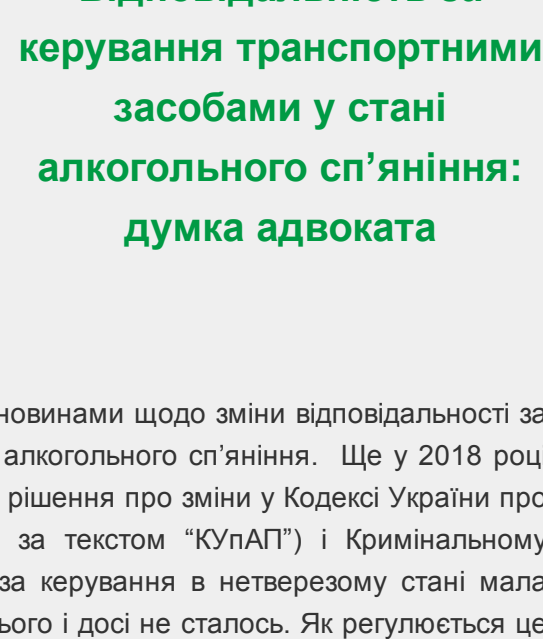 Відповідальність за
керування транспортними
засобами у стані
алкогольного сп’яніння:
думка адвоката
новинами щодо зміни відповідальності за
алкогольного сп’яніння. Ще у 2018 році
рішення про зміни у Кодексі України про
за текстом “КУпАП”) і Кримінальному
за керування в нетверезому стані мала
ього і досі не сталось. Як регулюється це